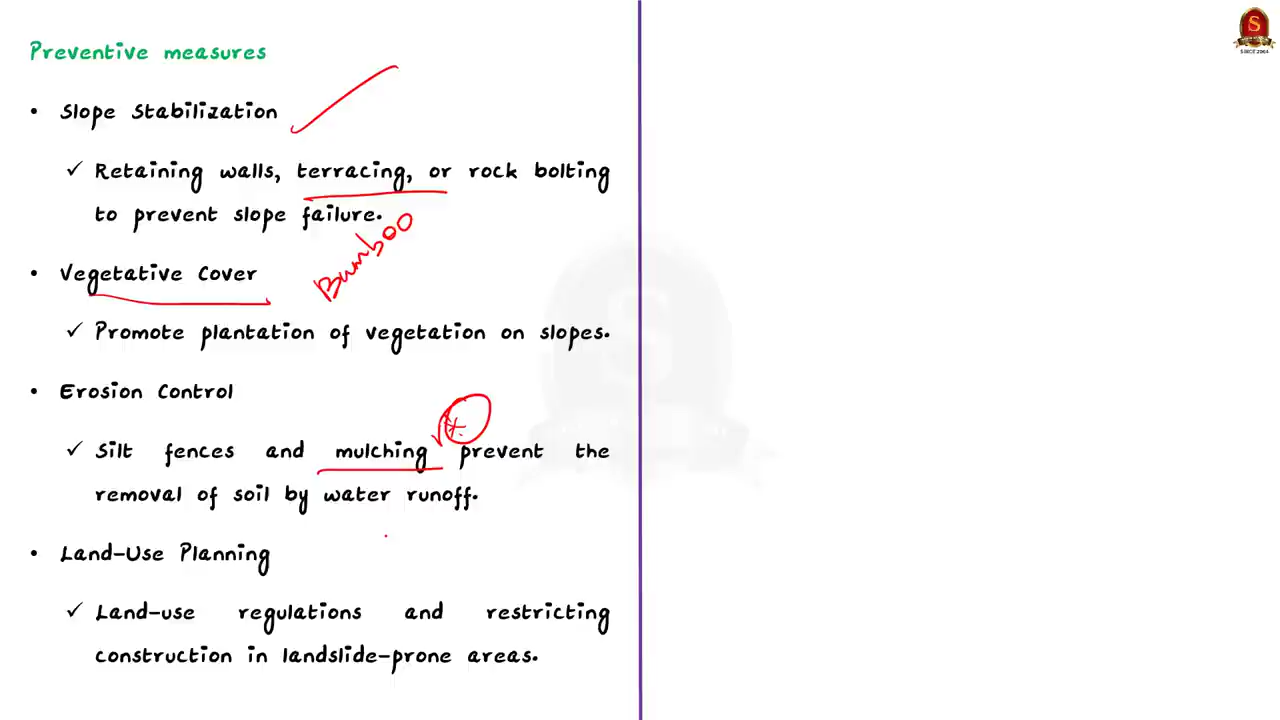 Preventive measures
• Slope Stabilization
✓ Retaining walls, terracing, or rock bolting
to prevent slope failure.
Bumboo
• Vegetative Cover
✓ Promote plantation of vegetation on slopes.
• Erosion Control
✓ Silt fences and mulching prevent the
removal of soil by water runoff.
• Land-Use Planning
✓ Land-use regulations and restricting
construction in landslide-prone areas.
S